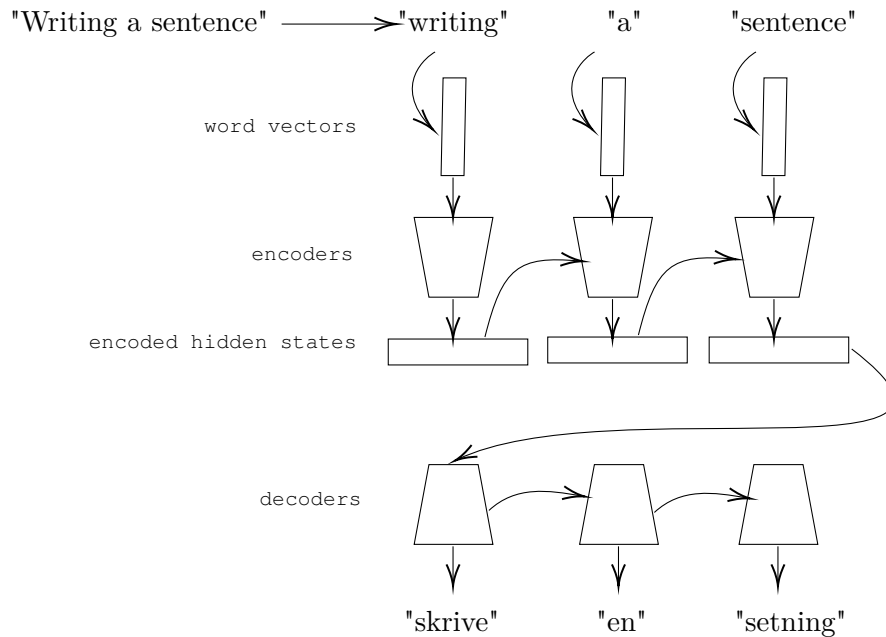 "Writing a sentence" "writing" "a" "sentence"
word vectors
encoders
encoded hidden states
decoders
"skrive" "en" "setning"